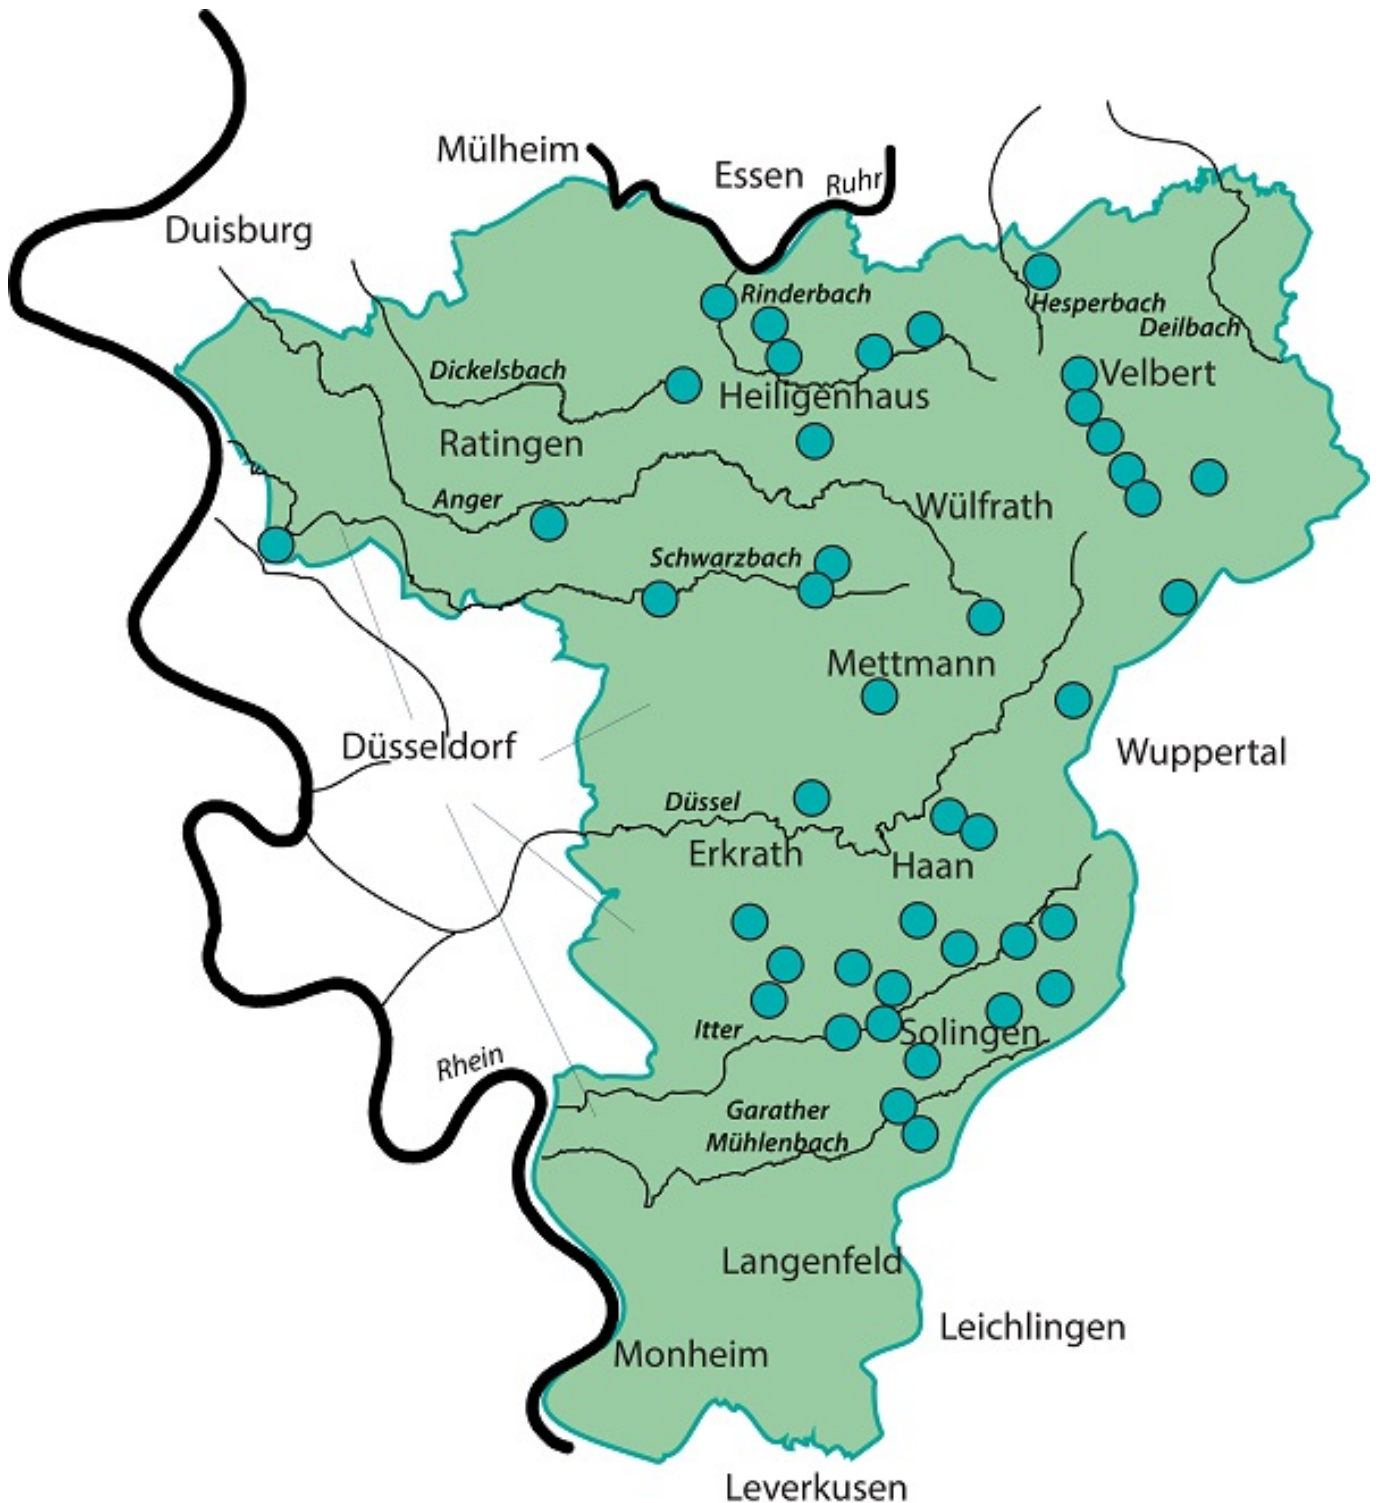 Mülheim
Essen
Ruhr
Duisburg
Rinderbach
Hesperbach
Deilbach
Dickelsbach
Velbert
Heiligenhaus
Ratingen
Anger
Wülfrath
Schwarzbach
Mettmann
Düsseldorf
Wuppertal
Düssel
Erkrath
Haan
Itter
Solingen
Rhein
Garather
Mühlenbach
Langenfeld
Leichlingen
Monheim
Leverkusen